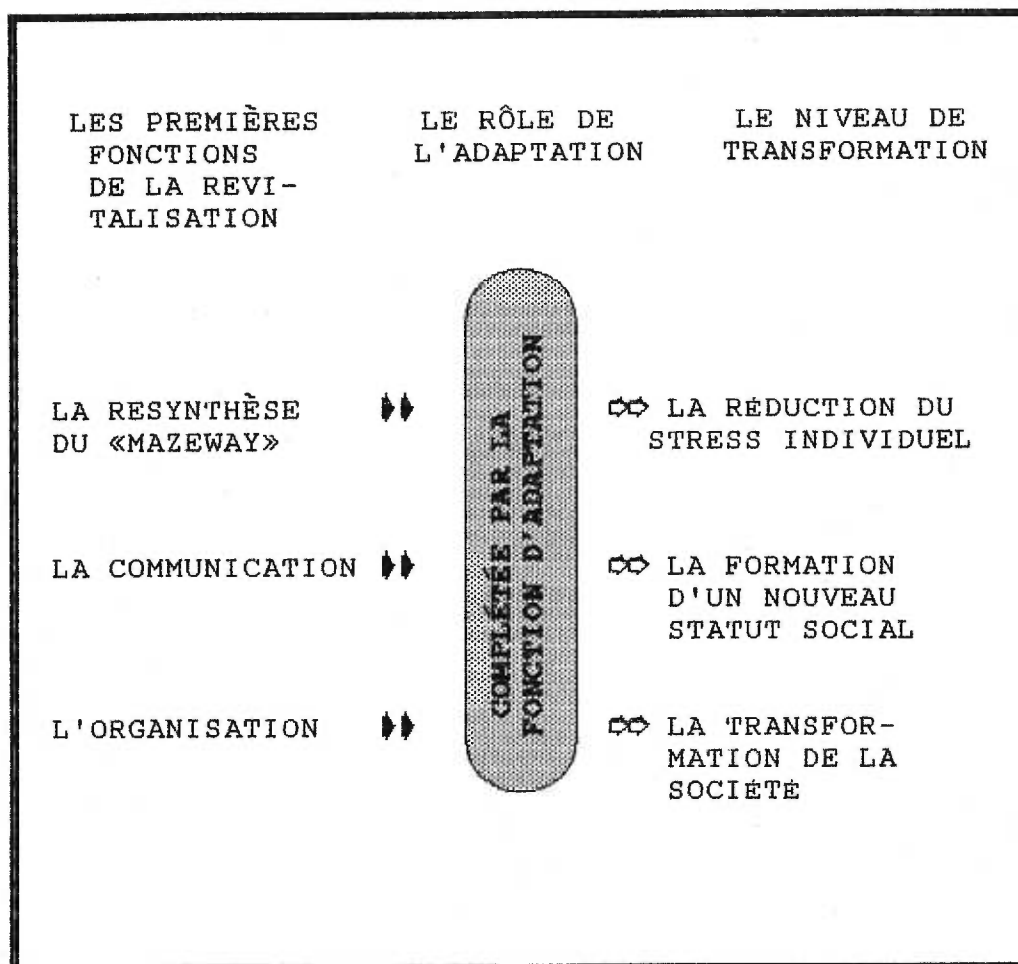 LES PREMIÈRES
FONCTIONS
DE LA REVI-
TALISATION
LE RÔLE DE
L'ADAPTATION
LE NIVEAU DE
TRANSFORMATION
LA RESYNTHÈSE
DU «MAZEWAY»
LA COMMUNICATION
L'ORGANISATION
COMPLÉTÉE PAR LA
FONCTION D'ADAPTATION
LA RÉDUCTION DU
STRESS INDIVIDUEL
LA FORMATION
D'UN NOUVEAU
STATUT SOCIAL
LA TRANSFOR-
MATION DE LA
SOCIÉTÉ